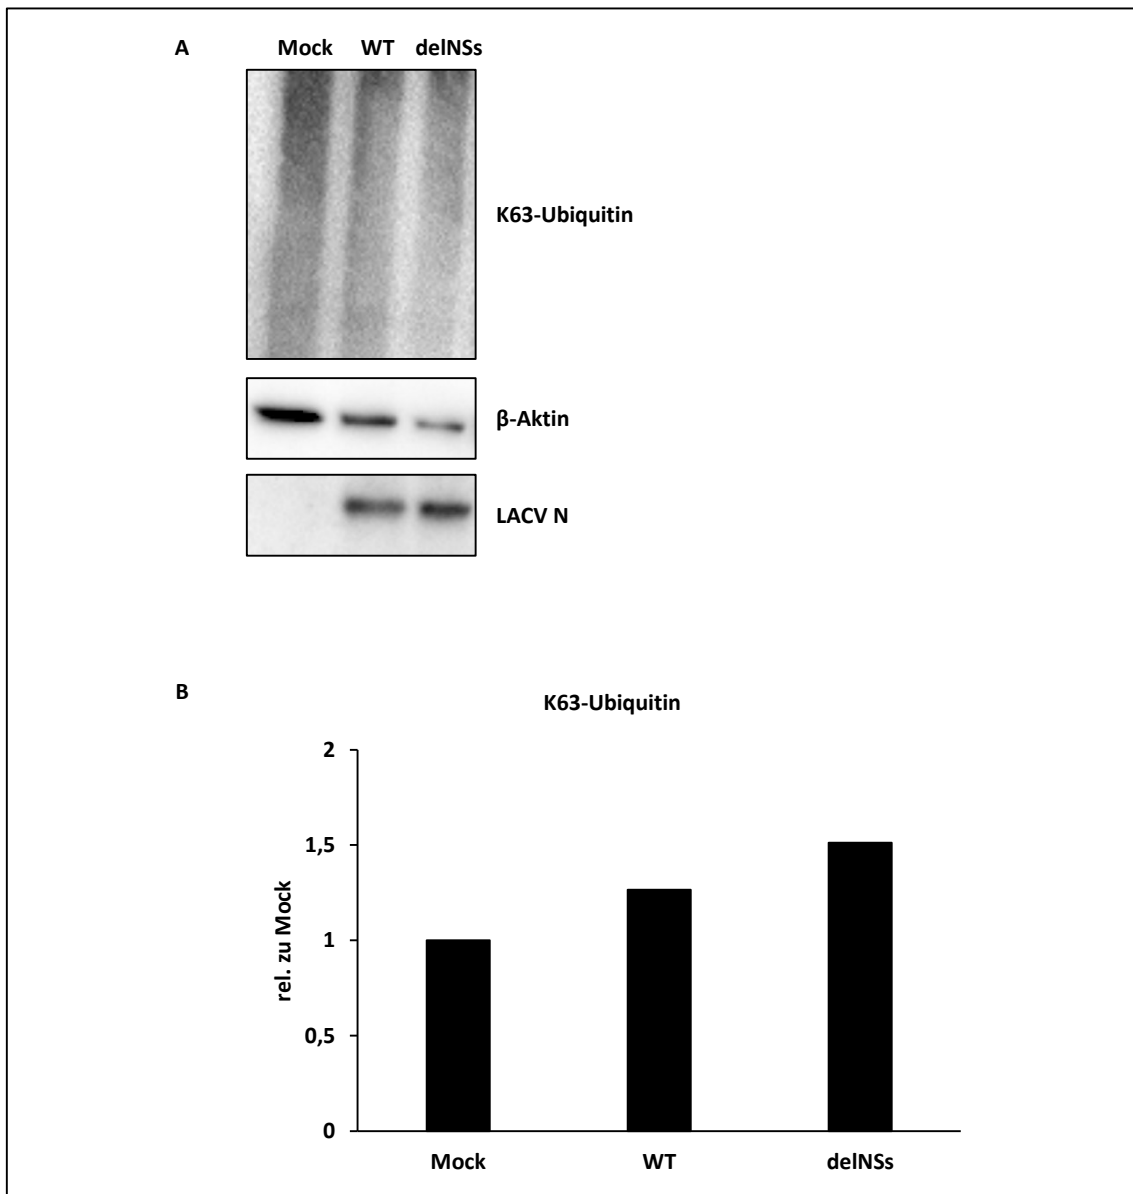 A
Mock WT delNSs
K63-Ubiquitin
β-Aktin
LACV N
B
K63-Ubiquitin
2
1,5
1
0,5
0
rel. zu Mock
Mock WT delNSs